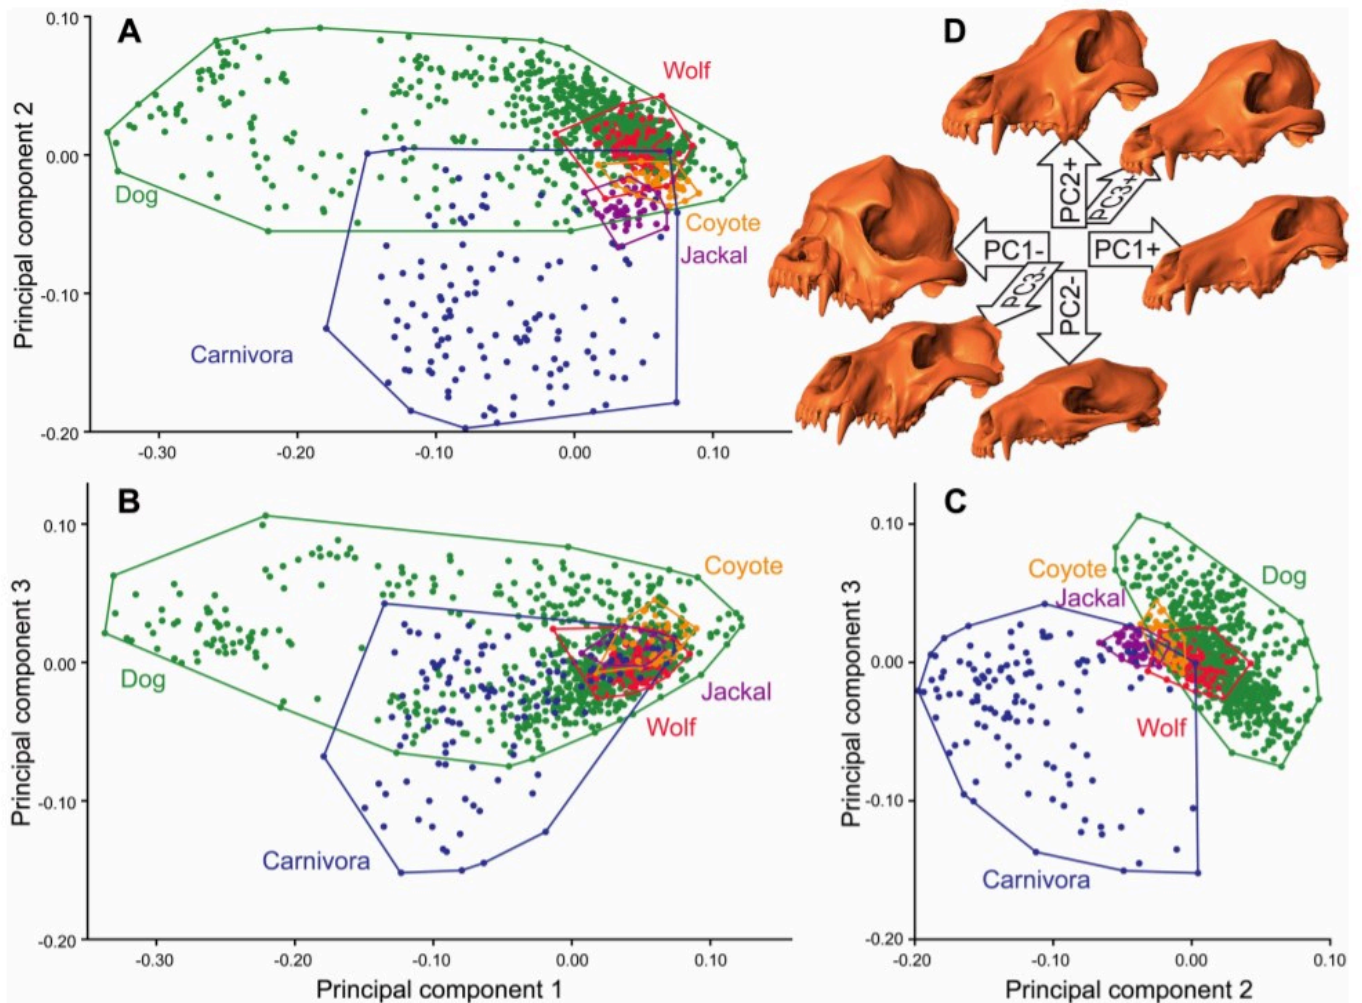 A
0.10
0.00
-0.10
-0.20
Principal component 2
Wolf
Dog
Coyote
Jackal
Carnivora
-0.30
-0.20
-0.10
0.00
0.10
D
PC2+
PC3+
PC1-
PC1+
PC3-
PC2-
B
0.10
0.00
-0.10
-0.20
Principal component 3
Coyote
Dog
Jackal
Wolf
Carnivora
-0.30
-0.20
-0.10
0.00
0.10
Principal component 1
C
0.10
0.00
-0.10
-0.20
Principal component 3
Coyote
Dog
Jackal
Wolf
Carnivora
-0.20
-0.10
0.00
0.10
Principal component 2